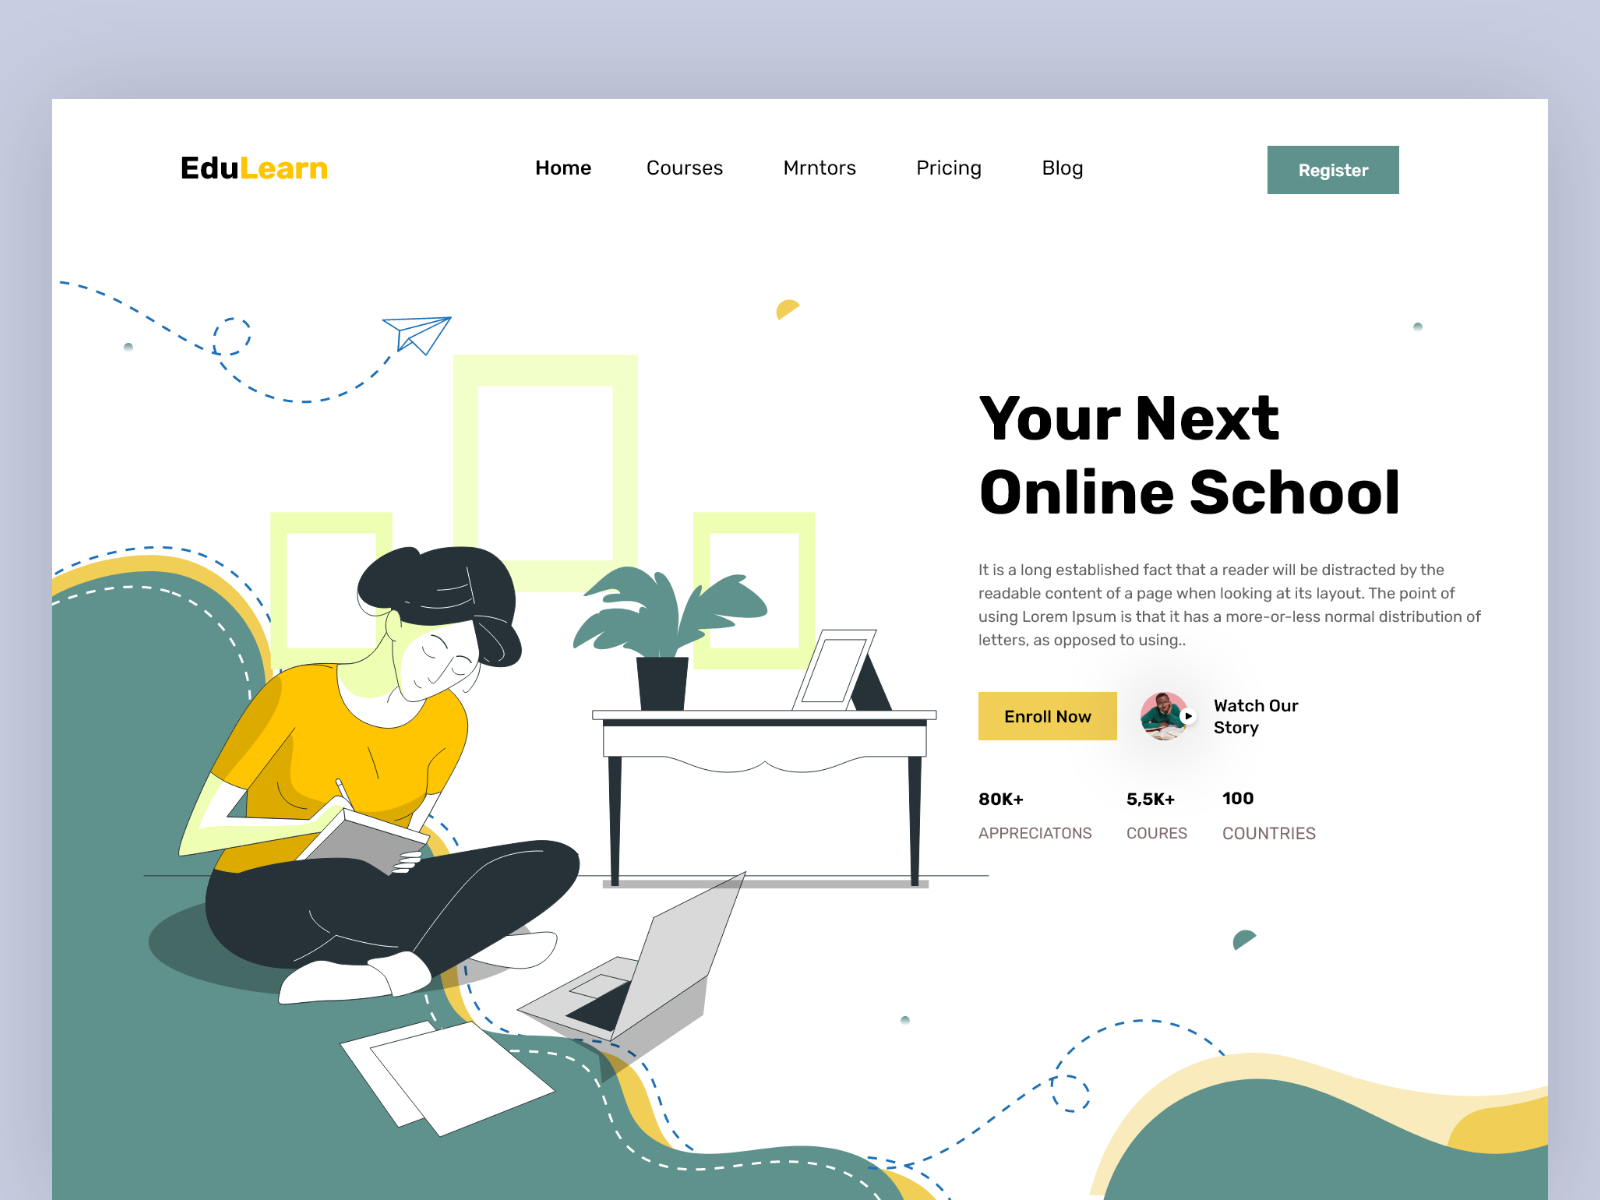 EduLearn
Home Courses Mrntors Pricing Blog
Register
Your Next
Online School
It is a long established fact that a reader will be distracted by the
readable content of a page when looking at its layout. The point of
using Lorem Ipsum is that it has a more-or-less normal distribution of
letters, as opposed to using..
Enroll Now
Watch Our
Story
80K+ 5,5K+ 100
APPRECIATONS COURES COUNTRIES